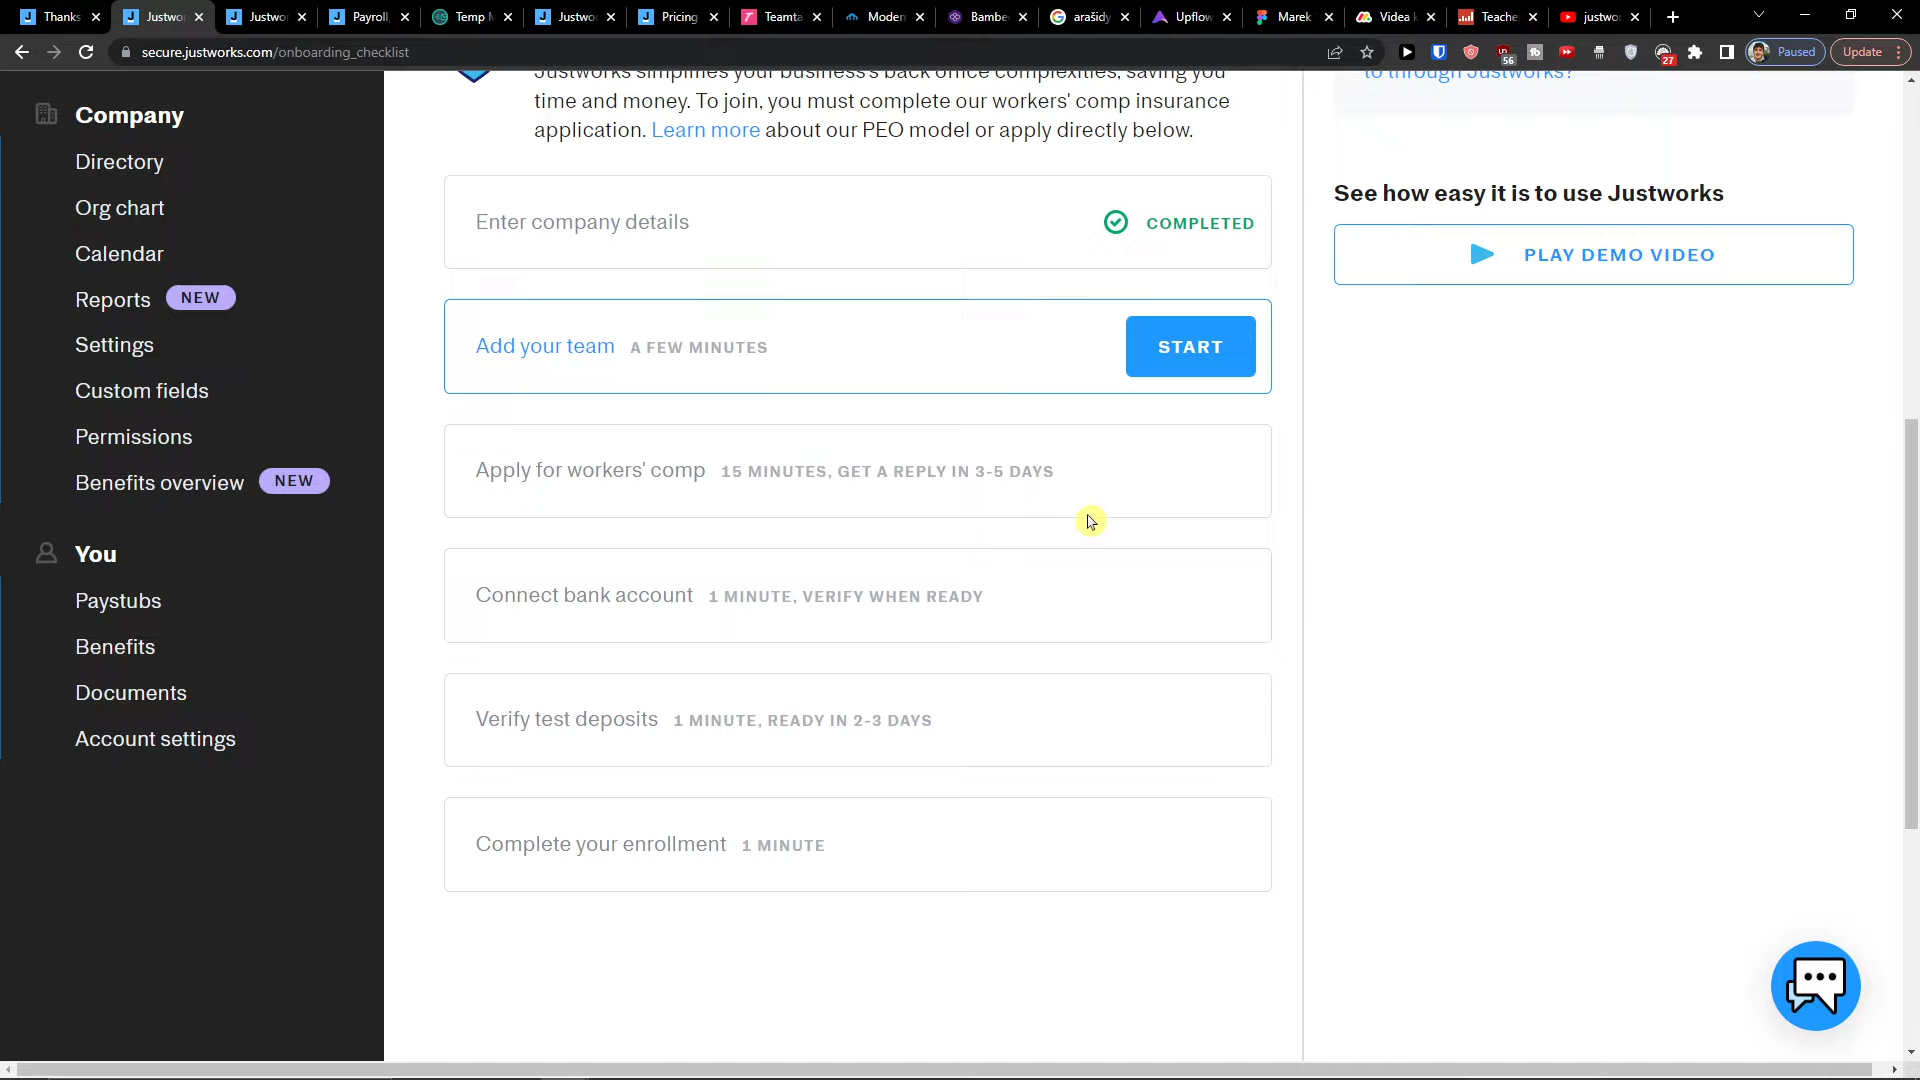 Thanks
Justwo
Justwo
Payroll,
Temp M
Justwo
Pricing
Teamta
Moder
Bambe
arašidy
Upflow
Marek
Videa
Teache
justwo
secure.justworks.com/onboarding_checklist
56
27
Paused
Update
Company
Directory
Org chart
Calendar
Reports NEW
Settings
Custom fields
Permissions
Benefits overview NEW
You
Paystubs
Benefits
Documents
Account settings
Justworks simplifies your business's back office complexities, saving you
time and money. To join, you must complete our workers' comp insurance
application. Learn more about our PEO model or apply directly below.
Enter company details COMPLETED
Add your team A FEW MINUTES START
Apply for workers' comp 15 MINUTES, GET A REPLY IN 3-5 DAYS
Connect bank account 1 MINUTE, VERIFY WHEN READY
Verify test deposits 1 MINUTE, READY IN 2-3 DAYS
Complete your enrollment 1 MINUTE
to through Justworks?
See how easy it is to use Justworks
PLAY DEMO VIDEO